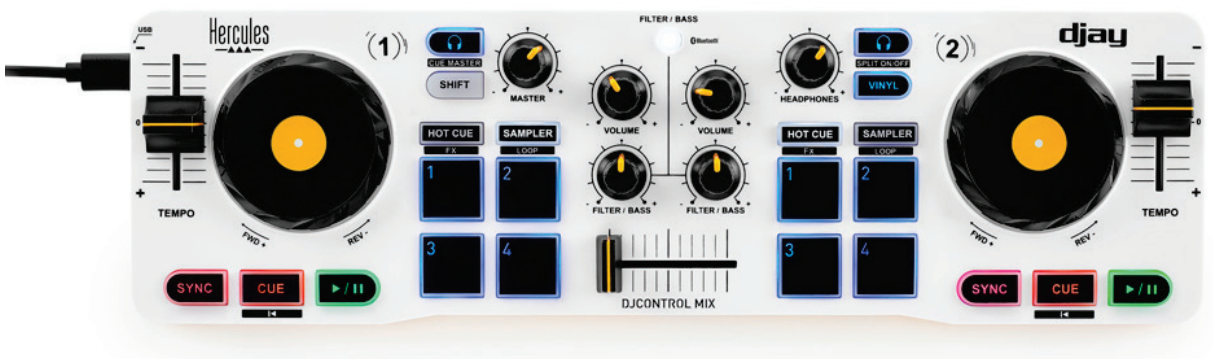 USB
-
0
+
TEMPO
Hercules
(1)
FWD +
REV -
SYNC
CUE
CUE MASTER
SHIFT
- MASTER +
HOT CUE
SAMPLER
FX
LOOP
1
2
3
4
FILTER / BASS
Bluetooth
- VOLUME +
- VOLUME +
- FILTER / BASS +
- FILTER / BASS +
DJCONTROL MIX
- HEADPHONES +
SPLIT ON/OFF
VINYL
HOT CUE
SAMPLER
FX
LOOP
1
2
3
4
(2)
djay
FWD +
REV -
SYNC
CUE
-
0
+
TEMPO